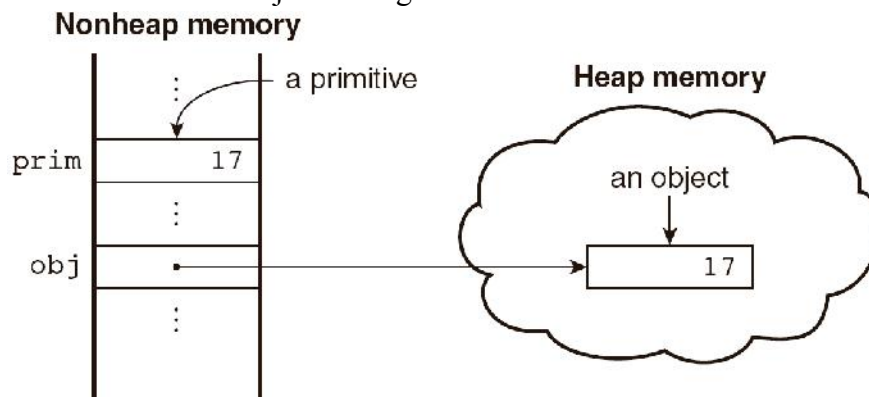 Nonheap memory
a primitive
Heap memory
prim
17
an object
obj
17